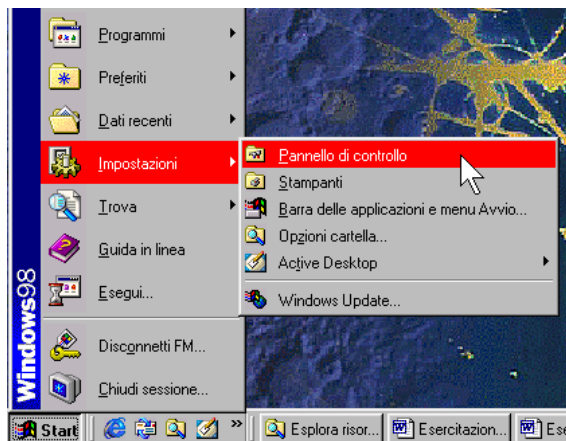 Programmi
Preferiti
Dati recenti
Impostazioni
Trova
Guida in linea
Esegui...
Disconnetti FM...
Chiudi sessione...
Windows98
Pannello di controllo
Stampanti
Barra delle applicazioni e menu Avvio...
Opzioni cartella...
Active Desktop
Windows Update...
Start
»
Esplora risor...
Esercitazion...
Ese